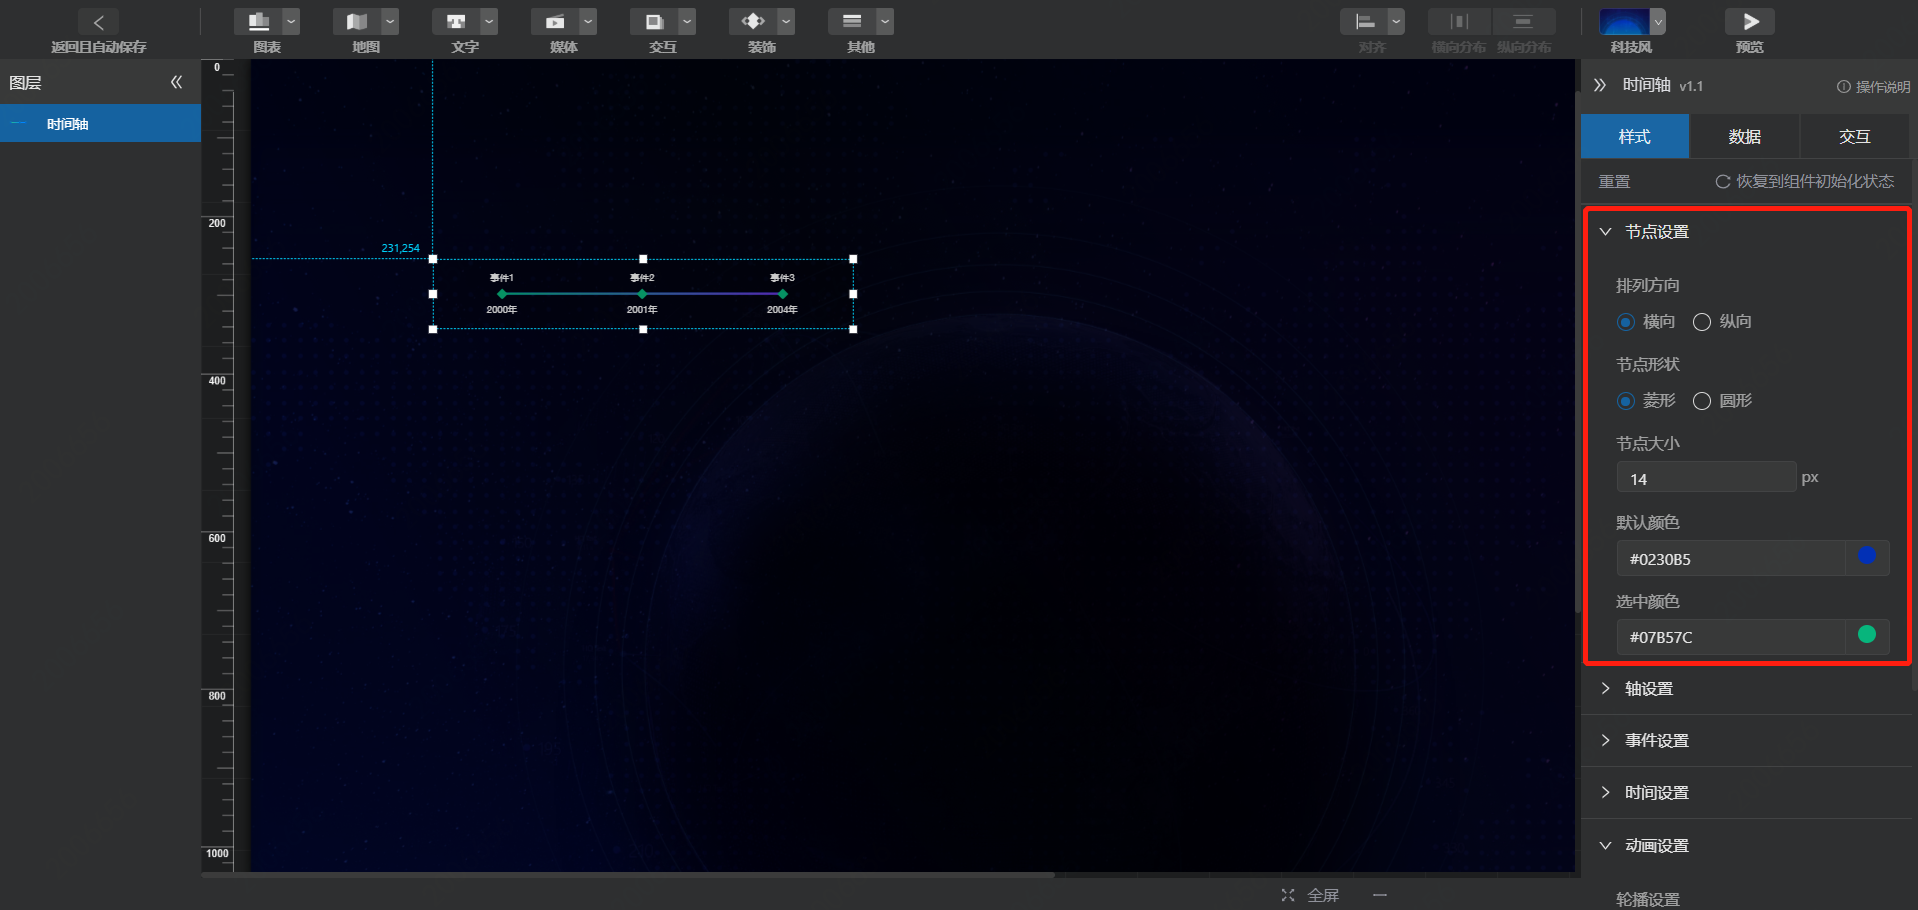 返回且自动保存
图表
地图
文字
媒体
交互
装饰
其他
对齐
横向分布
纵向分布
科技风
预览
图层
时间轴
0
200
400
600
800
1000
231,254
事件1
事件2
事件3
2000年
2001年
2004年
全屏
时间轴 v1.1
操作说明
样式
数据
交互
重置
恢复到组件初始化状态
节点设置
排列方向
横向
纵向
节点形状
菱形
圆形
节点大小
14 px
默认颜色
#0230B5
选中颜色
#07B57C
轴设置
事件设置
时间设置
动画设置
轮播设置